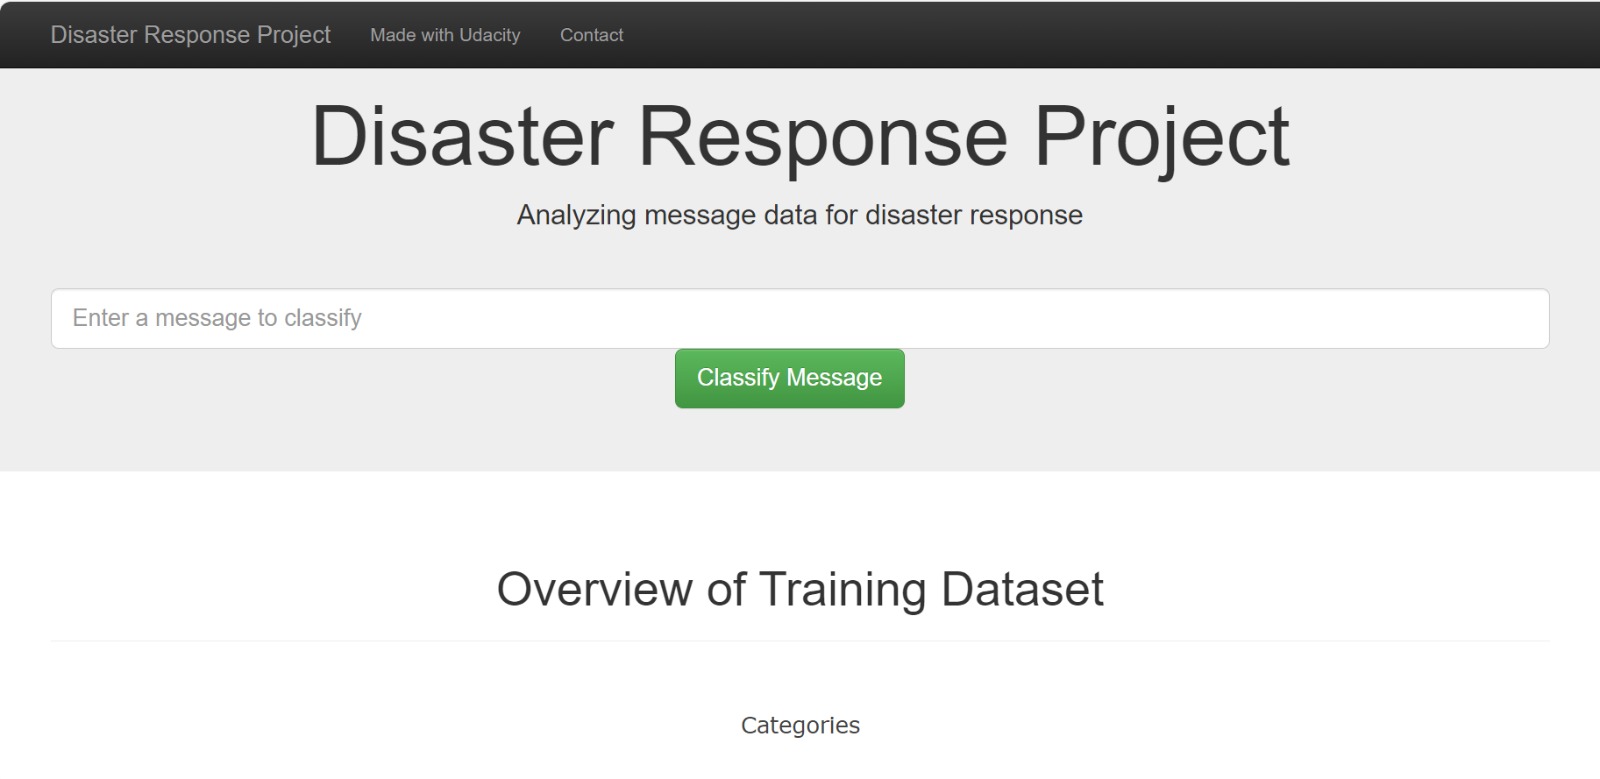 Disaster Response Project Made with Udacity Contact
Disaster Response Project
Analyzing message data for disaster response
Enter a message to classify
Classify Message
Overview of Training Dataset
Categories